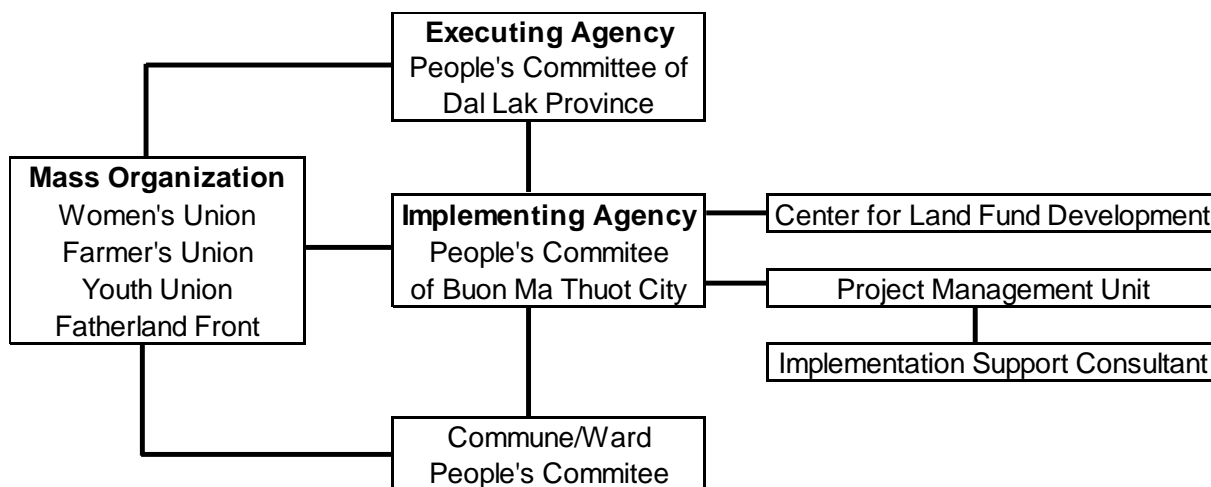 Executing Agency
People's Committee of
Dal Lak Province
Mass Organization
Women's Union
Farmer's Union
Youth Union
Fatherland Front
Implementing Agency
People's Commitee
of Buon Ma Thuot City
Center for Land Fund Development
Project Management Unit
Implementation Support Consultant
Commune/Ward
People's Commitee